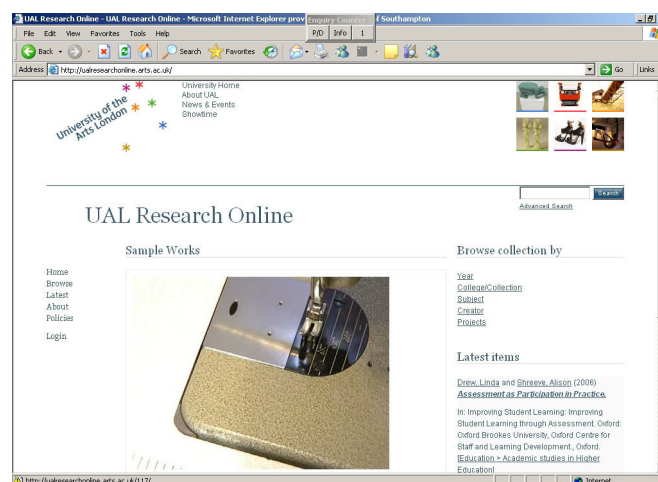 UAL Research Online - UAL Research Online - Microsoft Internet Explorer prov
Enquiry Counter
f Southampton
File Edit View Favorites Tools Help
P/D Info 1
Back Search Favorites
Address http://ualresearchonline.arts.ac.uk/ Go Links
University of the Arts London
University Home
About UAL
News & Events
Showtime
Search
Advanced Search
UAL Research Online
Sample Works
Browse collection by
Home
Browse
Latest
About
Policies
Login
Year
College/Collection
Subject
Creator
Projects
Latest items
Drew, Linda and Shreeve, Alison (2006)
Assessment as Participation in Practice.
In: Improving Student Learning: Improving
Student Learning through Assessment. Oxford:
Oxford Brookes University, Oxford Centre for
Staff and Learning Development., Oxford.
[Education > Academic studies in Higher
Education]
http://ualresearchonline.arts.ac.uk/117/
Internet